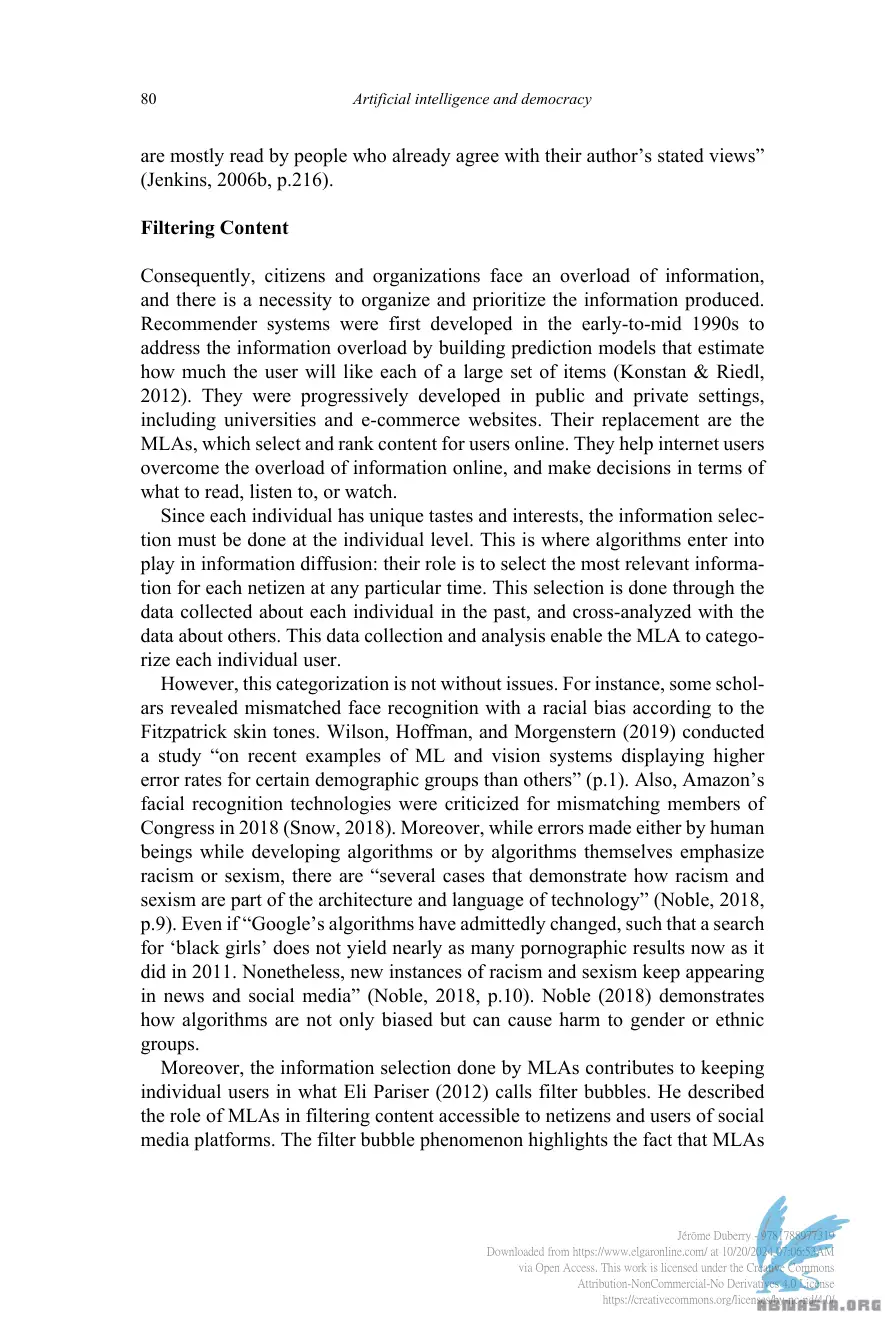 80
Artificial intelligence and democracy
are mostly read by people who already agree with their author’s stated views”
(Jenkins, 2006b, p.216).
Filtering Content
Consequently, citizens and organizations face an overload of information,
and there is a necessity to organize and prioritize the information produced.
Recommender systems were first developed in the early-to-mid 1990s to
address the information overload by building prediction models that estimate
how much the user will like each of a large set of items (Konstan & Riedl,
2012). They were progressively developed in public and private settings,
including universities and e-commerce websites. Their replacement are the
MLAs, which select and rank content for users online. They help internet users
overcome the overload of information online, and make decisions in terms of
what to read, listen to, or watch.
Since each individual has unique tastes and interests, the information selec-
tion must be done at the individual level. This is where algorithms enter into
play in information diffusion: their role is to select the most relevant informa-
tion for each netizen at any particular time. This selection is done through the
data collected about each individual in the past, and cross-analyzed with the
data about others. This data collection and analysis enable the MLA to catego-
rize each individual user.
However, this categorization is not without issues. For instance, some schol-
ars revealed mismatched face recognition with a racial bias according to the
Fitzpatrick skin tones. Wilson, Hoffman, and Morgenstern (2019) conducted
a study “on recent examples of ML and vision systems displaying higher
error rates for certain demographic groups than others” (p.1). Also, Amazon’s
facial recognition technologies were criticized for mismatching members of
Congress in 2018 (Snow, 2018). Moreover, while errors made either by human
beings while developing algorithms or by algorithms themselves emphasize
racism or sexism, there are “several cases that demonstrate how racism and
sexism are part of the architecture and language of technology” (Noble, 2018,
p.9). Even if “Google’s algorithms have admittedly changed, such that a search
for ‘black girls’ does not yield nearly as many pornographic results now as it
did in 2011. Nonetheless, new instances of racism and sexism keep appearing
in news and social media” (Noble, 2018, p.10). Noble (2018) demonstrates
how algorithms are not only biased but can cause harm to gender or ethnic
groups.
Moreover, the information selection done by MLAs contributes to keeping
individual users in what Eli Pariser (2012) calls filter bubbles. He described
the role of MLAs in filtering content accessible to netizens and users of social
media platforms. The filter bubble phenomenon highlights the fact that MLAs
Jérôme Duberry - 9781788977319
Downloaded from https://www.elgaronline.com/ at 10/20/2024 07:06:53AM
via Open Access. This work is licensed under the Creative Commons
Attribution-NonCommercial-No Derivatives 4.0 License
https://creativecommons.org/licenses/by-nc-nd/4.0/
ABTNASIA.ORG